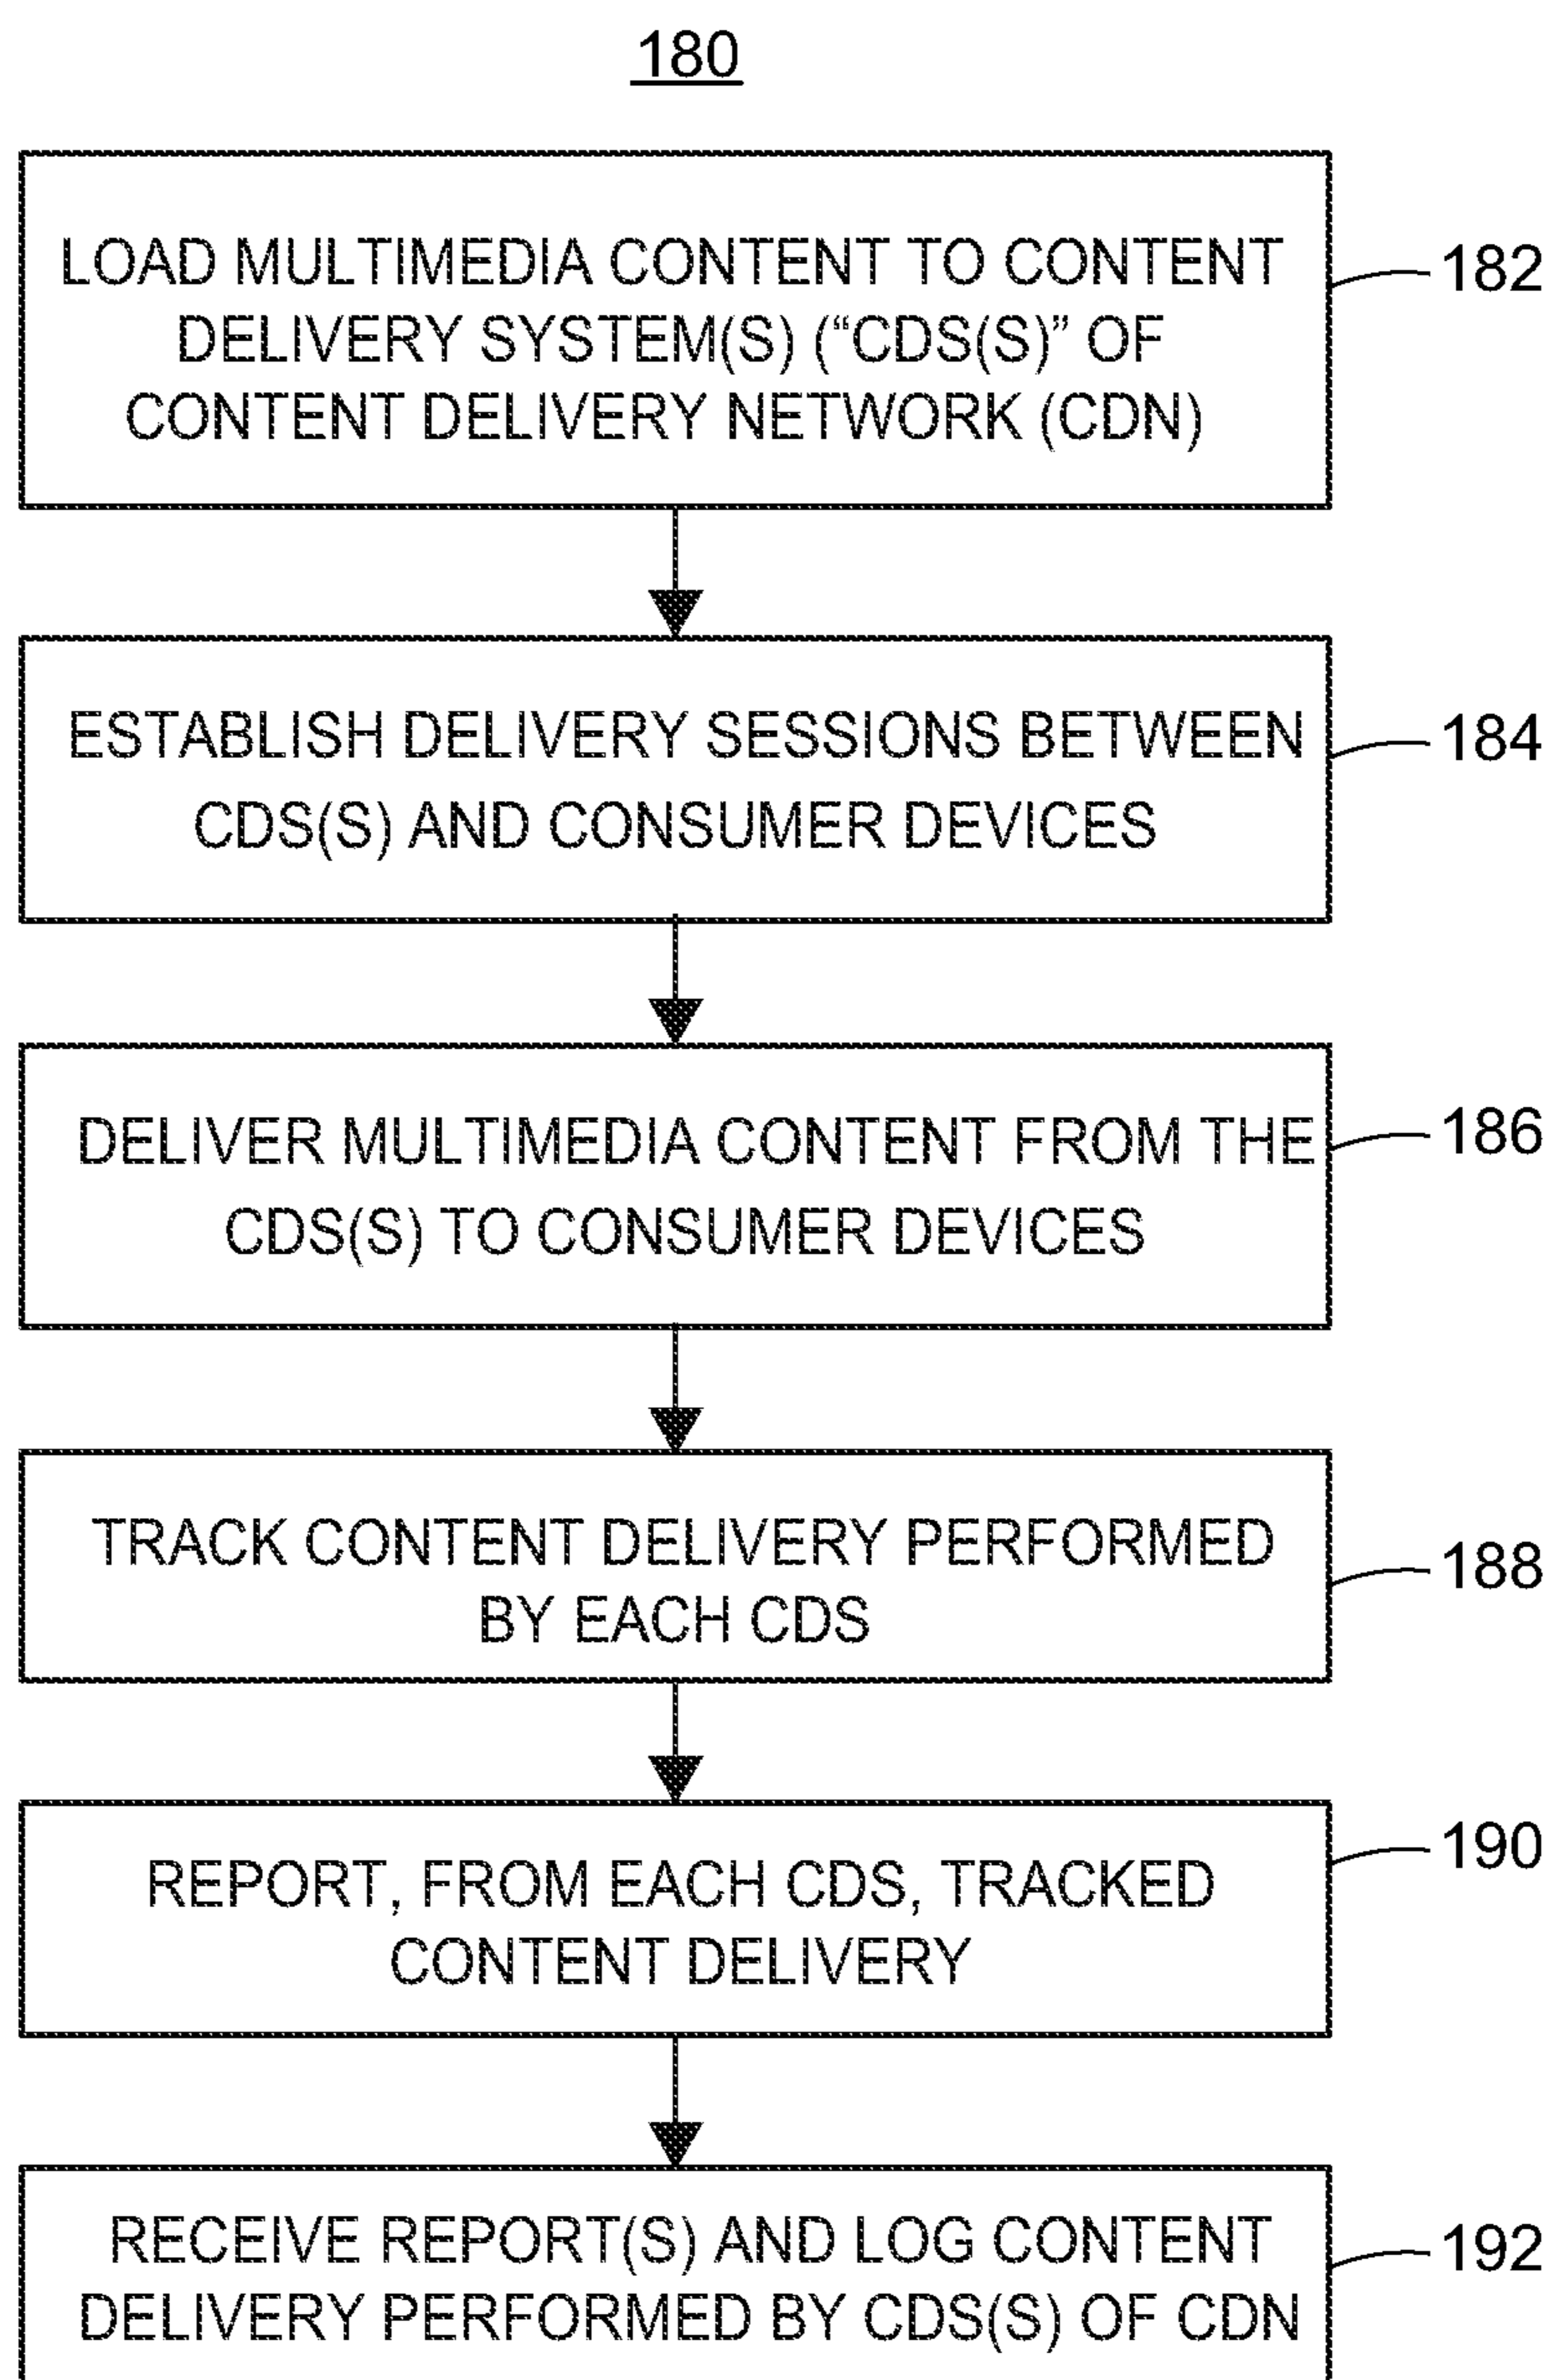 180
LOAD MULTIMEDIA CONTENT TO CONTENT
DELIVERY SYSTEM(S) (“CDS(S)” OF
CONTENT DELIVERY NETWORK (CDN)
182
ESTABLISH DELIVERY SESSIONS BETWEEN
CDS(S) AND CONSUMER DEVICES
184
DELIVER MULTIMEDIA CONTENT FROM THE
CDS(S) TO CONSUMER DEVICES
186
TRACK CONTENT DELIVERY PERFORMED
BY EACH CDS
188
REPORT, FROM EACH CDS, TRACKED
CONTENT DELIVERY
190
RECEIVE REPORT(S) AND LOG CONTENT
DELIVERY PERFORMED BY CDS(S) OF CDN
192